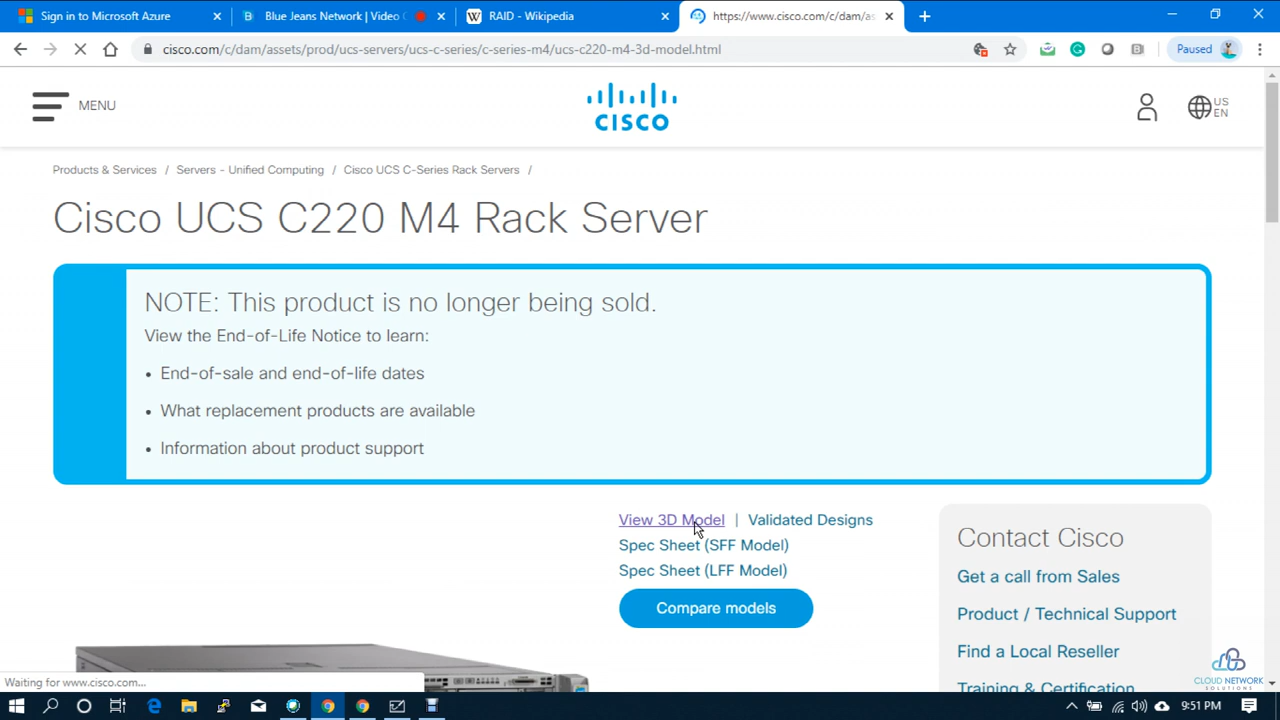 Sign in to Microsoft Azure
Blue Jeans Network | Video C
RAID - Wikipedia
https://www.cisco.com/c/dam/as
cisco.com/c/dam/assets/prod/ucs-servers/ucs-c-series/c-series-m4/ucs-c220-m4-3d-model.html
Paused
MENU
CISCO
US
EN
Products & Services / Servers - Unified Computing / Cisco UCS C-Series Rack Servers /
Cisco UCS C220 M4 Rack Server
NOTE: This product is no longer being sold.
View the End-of-Life Notice to learn:
• End-of-sale and end-of-life dates
• What replacement products are available
• Information about product support
View 3D Model | Validated Designs
Spec Sheet (SFF Model)
Spec Sheet (LFF Model)
Compare models
Contact Cisco
Get a call from Sales
Product / Technical Support
Find a Local Reseller
Training & Certification
CLOUD NETWORK
SOLUTIONS
Waiting for www.cisco.com...
9:51 PM